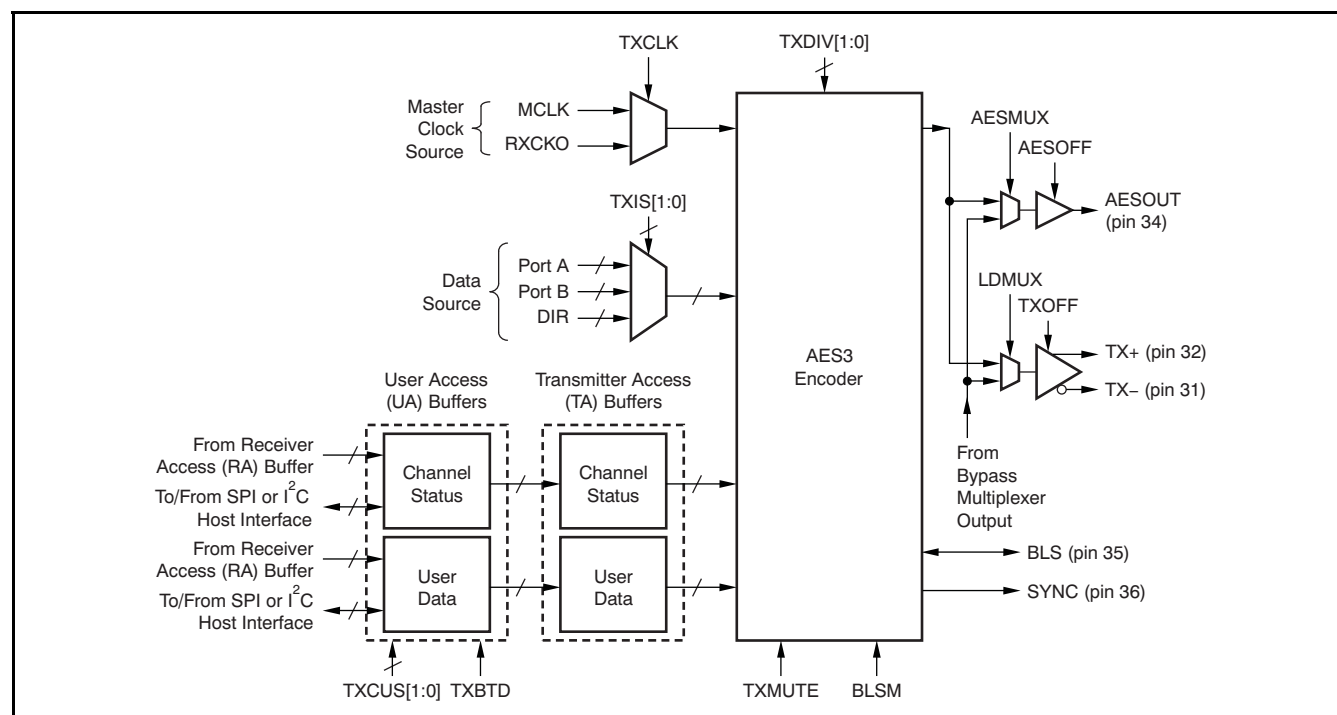 TXCLK
TXDIV[1:0]
Master
Clock
Source
MCLK
RXCKO
AESMUX
AESOFF
AESOUT
(pin 34)
TXIS[1:0]
Data
Source
Port A
Port B
DIR
LDMUX
TXOFF
TX+ (pin 32)
TX− (pin 31)
AES3
Encoder
User Access
(UA) Buffers
Transmitter Access
(TA) Buffers
From Receiver
Access (RA) Buffer
To/From SPI or I²C
Host Interface
Channel
Status
Channel
Status
From
Bypass
Multiplexer
Output
From Receiver
Access (RA) Buffer
To/From SPI or I²C
Host Interface
User
Data
User
Data
BLS (pin 35)
SYNC (pin 36)
TXCUS[1:0]
TXBTD
TXMUTE
BLSM